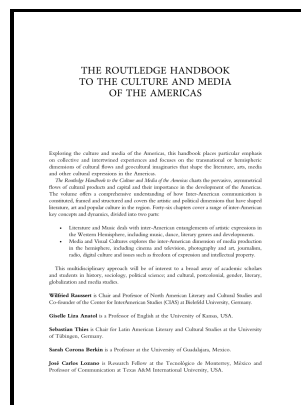 THE ROUTLEDGE HANDBOOK
TO THE CULTURE AND MEDIA
OF THE AMERICAS
Exploring the culture and media of the Americas, this handbook places particular emphasis
on collective and intertwined experiences and focuses on the transnational or hemispheric
dimensions of cultural flows and geocultural imaginaries that shape the literature, arts, media
and other cultural expressions in the Americas.
The Routledge Handbook to the Culture and Media of the Americas charts the pervasive, asymmetrical
flows of cultural products and capital and their importance in the development of the Americas.
The volume offers a comprehensive understanding of how Inter-American communication is
constituted, framed and structured and covers the artistic and political dimensions that have shaped
literature, art and popular culture in the region. Forty-six chapters cover a range of inter-American
key concepts and dynamics, divided into two parts:
• Literature and Music deals with inter-American entanglements of artistic expressions in
the Western Hemisphere, including music, dance, literary genres and developments.
• Media and Visual Cultures explores the inter-American dimension of media production
in the hemisphere, including cinema and television, photography and art, journalism,
radio, digital culture and issues such as freedom of expression and intellectual property.
This multidisciplinary approach will be of interest to a broad array of academic scholars
and students in history, sociology, political science; and cultural, postcolonial, gender, literary,
globalization and media studies.
Wilfried Raussert is Chair and Professor of North American Literary and Cultural Studies and
Co-founder of the Center for InterAmerican Studies (CIAS) at Bielefeld University, Germany.
Giselle Liza Anatol is a Professor of English at the University of Kansas, USA.
Sebastian Thies is Chair for Latin American Literary and Cultural Studies at the University
of Tübingen, Germany.
Sarah Corona Berkin is a Professor at the University of Guadalajara, Mexico.
José Carlos Lozano is Research Fellow at the Tecnológico de Monterrey, México and
Professor of Communication at Texas A&M International University, USA.